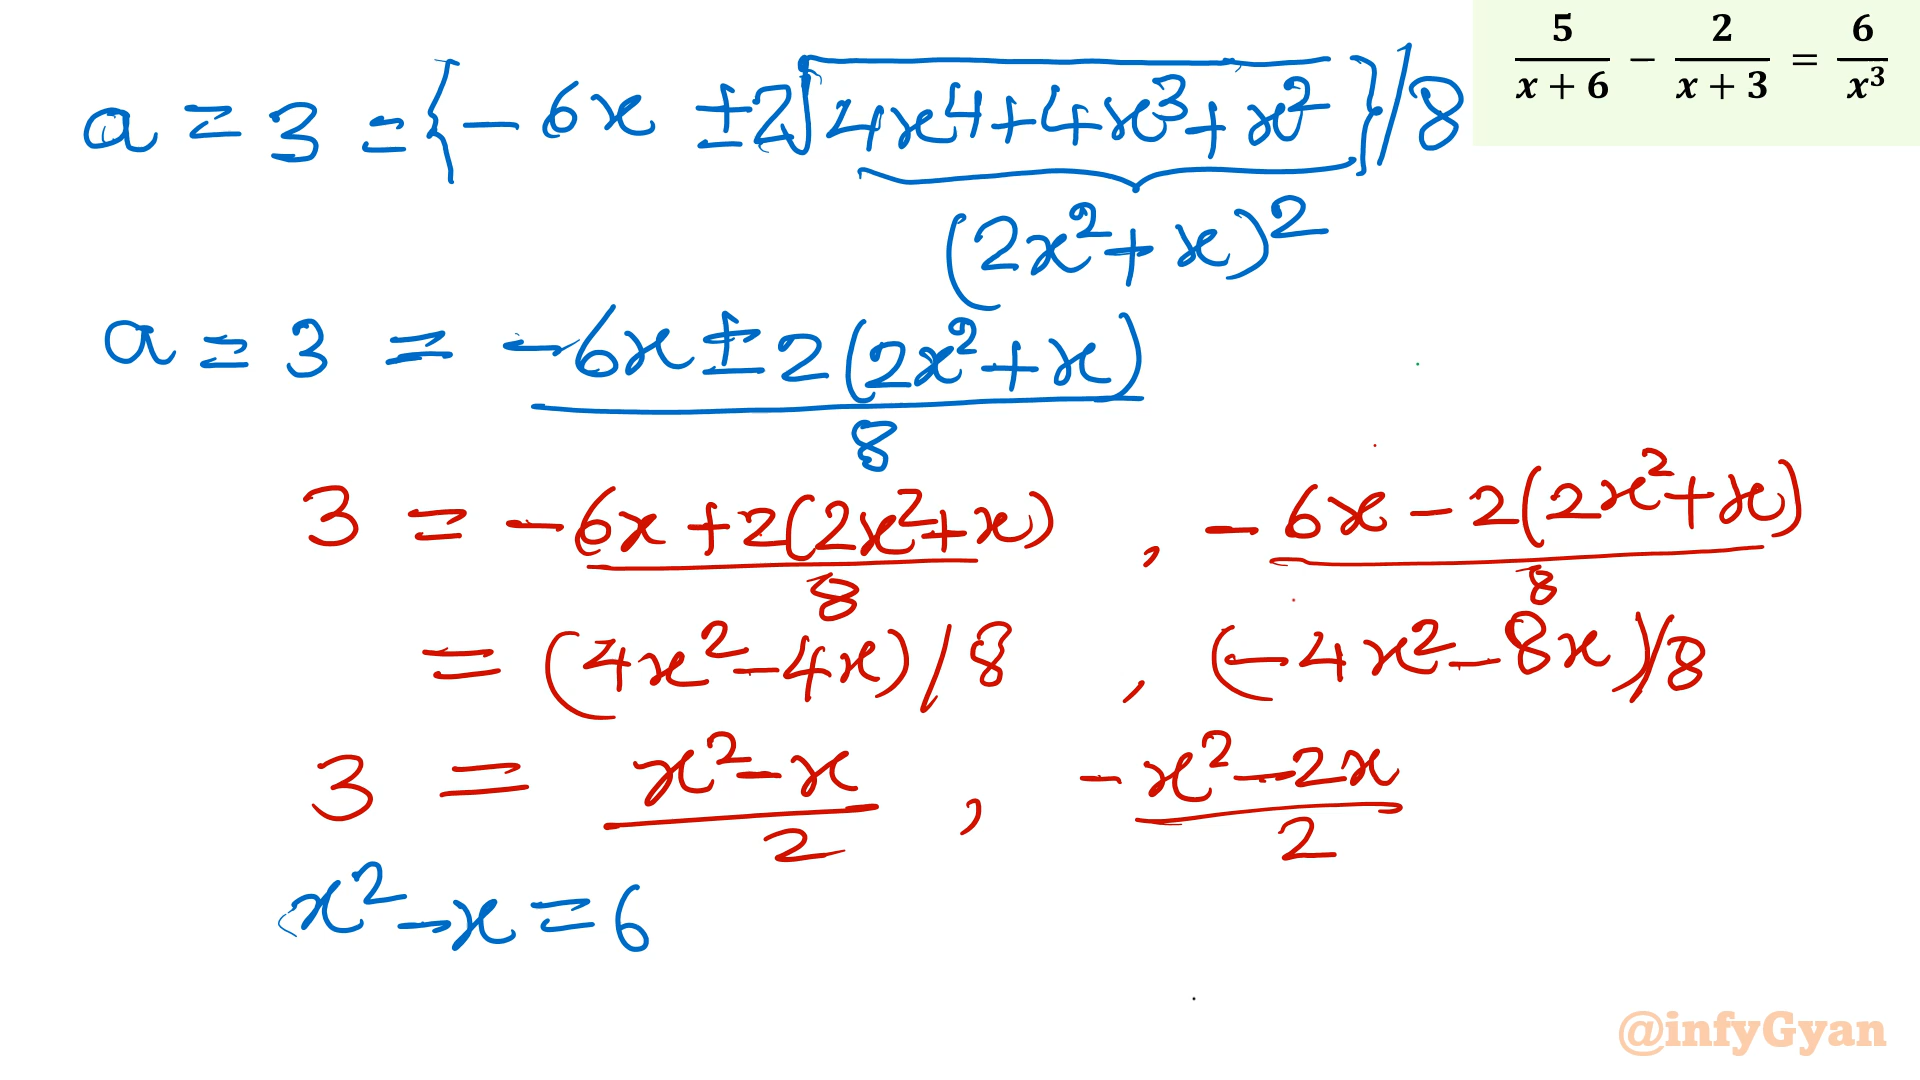 5/(x + 6) − 2/(x + 3) = 6/x³
a = 3 = {−6x ± 2√(4x⁴+4x³+x²)}/8
(2x²+x)²
a = 3 = (−6x ± 2(2x²+x))/8
3 = (−6x+2(2x²+x))/8 , (−6x−2(2x²+x))/8
= (4x²−4x)/8 , (−4x²−8x)/8
3 = (x²−x)/2 , (−x²−2x)/2
x²−x=6
@infyGyan